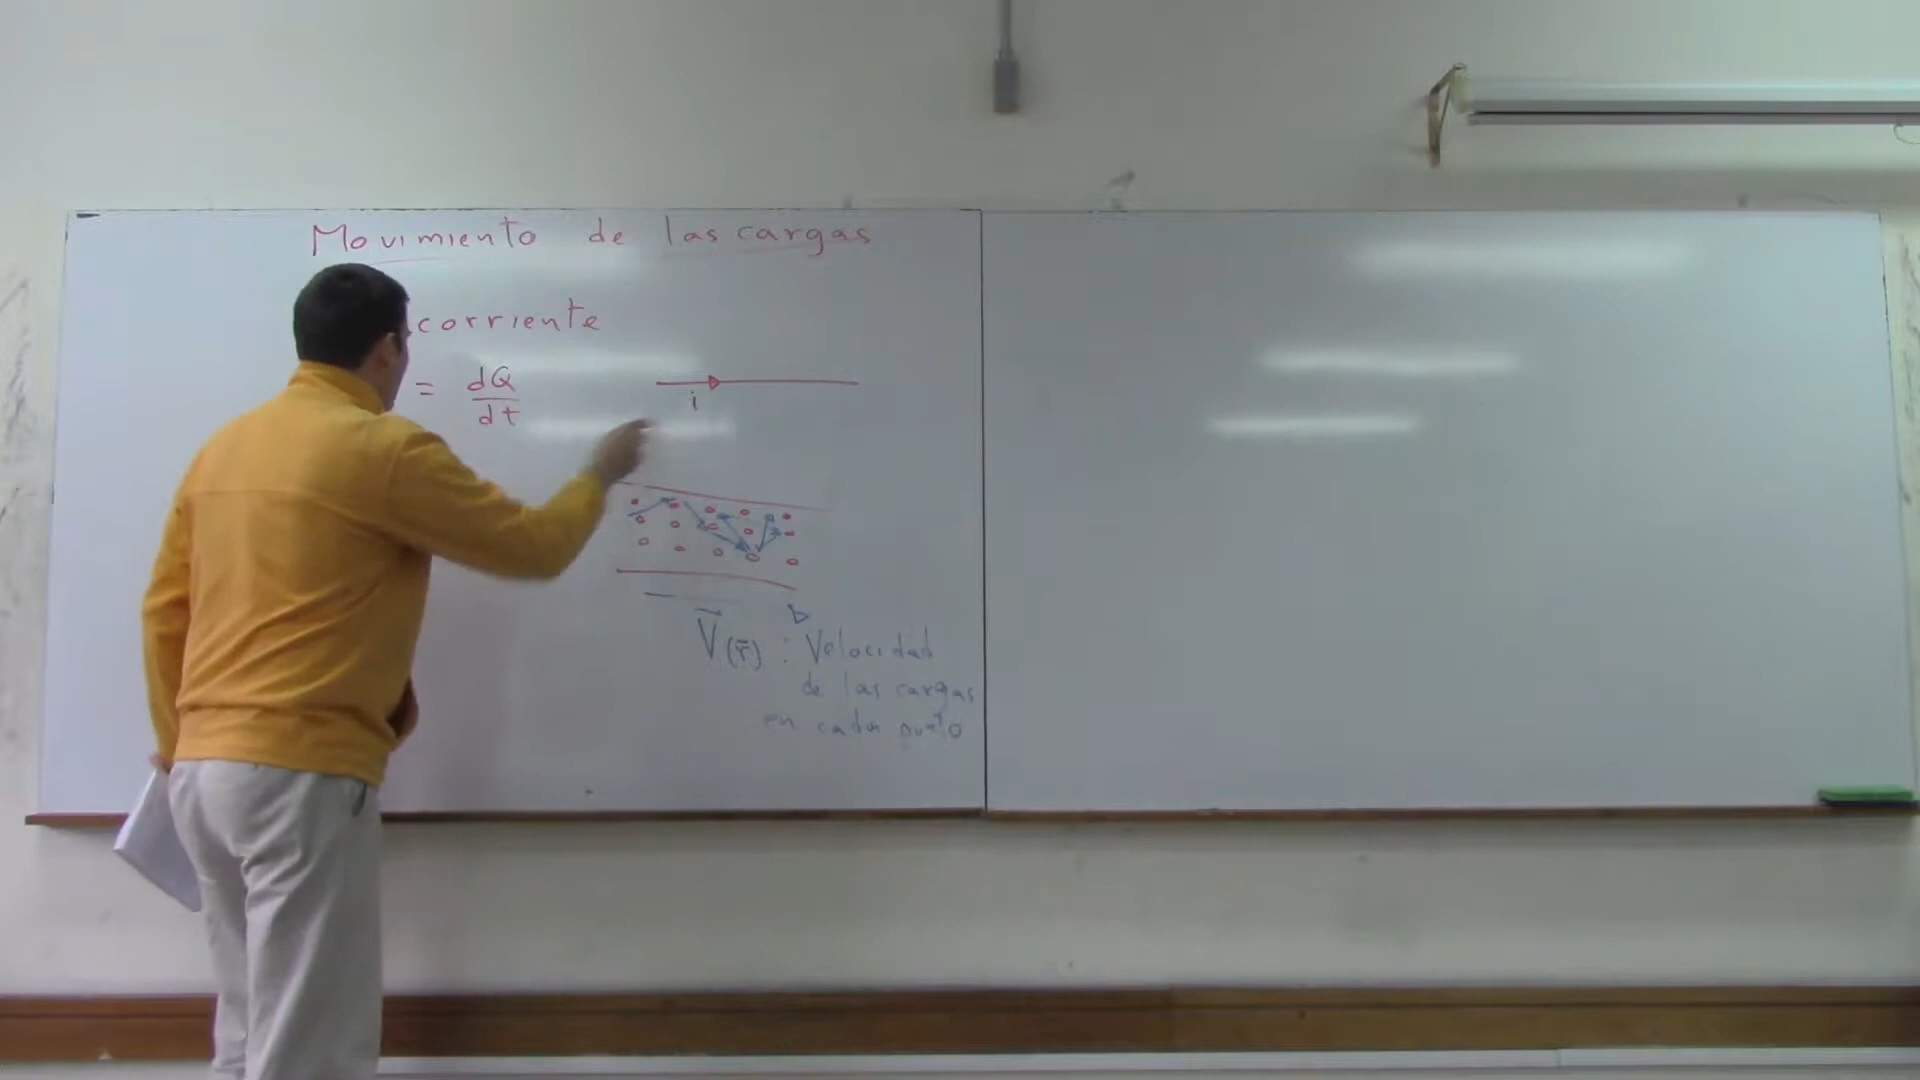 Movimiento de las cargas
corriente
= dQ
dt
i
V⃗(r̄) : Velocidad
de las cargas
en cada punto